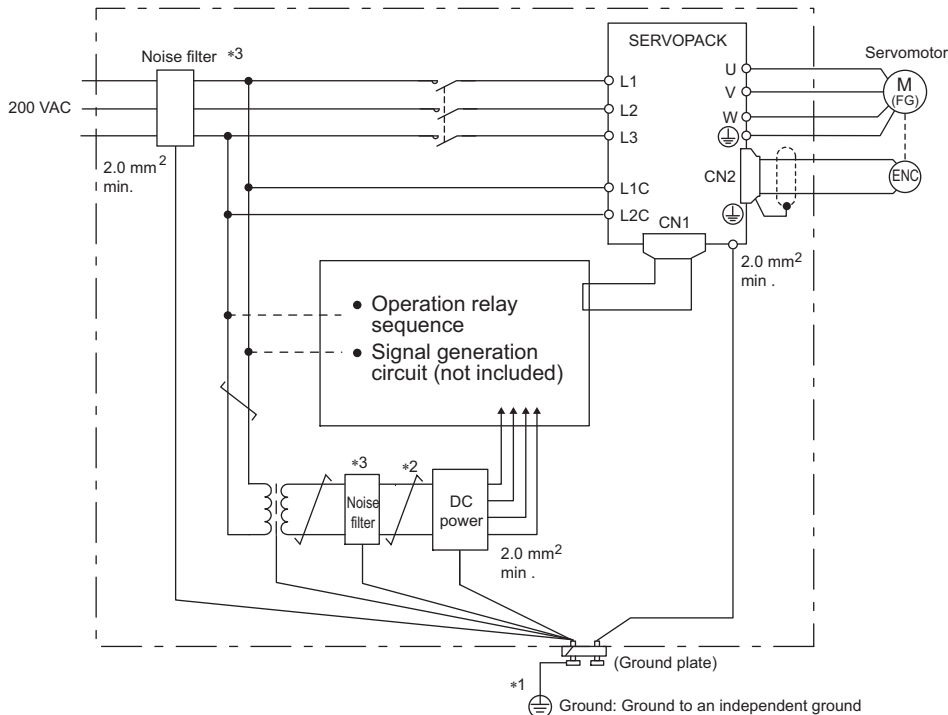 Noise filter *3
SERVOPACK
Servomotor
200 VAC
L1
L2
L3
L1C
L2C
U
V
W
M
(FG)
CN2
ENC
CN1
2.0 mm2
min.
2.0 mm2
min .
• Operation relay
sequence
• Signal generation
circuit (not included)
*3
*2
Noise
filter
DC
power
2.0 mm2
min .
(Ground plate)
*1
Ground: Ground to an independent ground